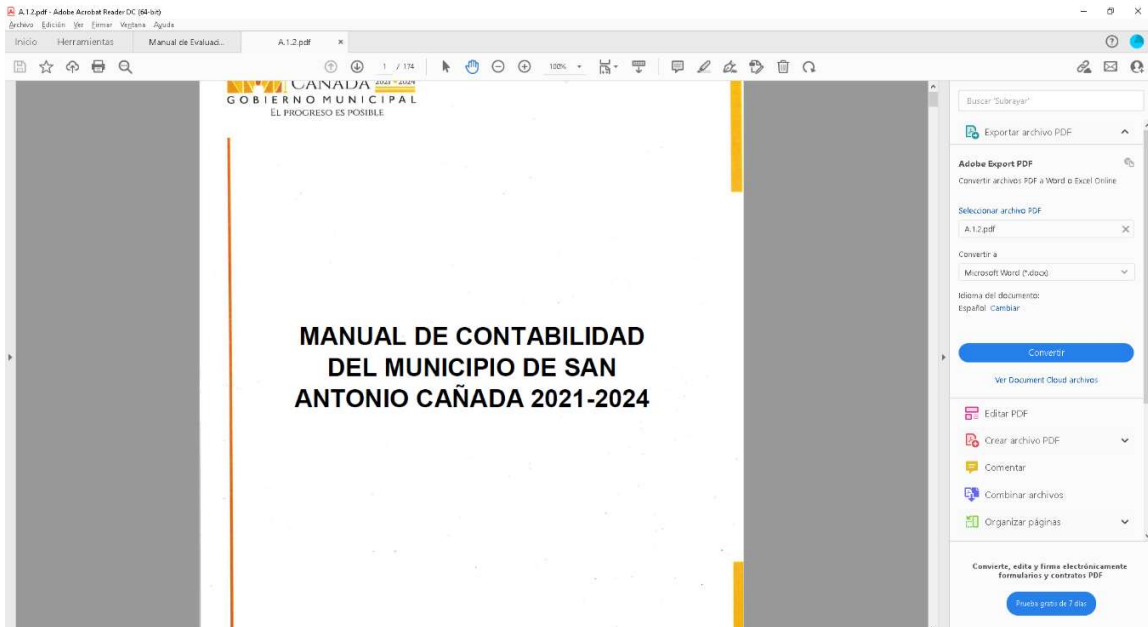 A.1.2.pdf - Adobe Acrobat Reader DC (64-bit)
Archivo Edición Ver Firmar Ventana Ayuda
Inicio Herramientas Manual de Evaluaci... A.1.2.pdf ×
1 / 174 100%
CAÑADA 2021 - 2024
GOBIERNO MUNICIPAL
EL PROGRESO ES POSIBLE
MANUAL DE CONTABILIDAD
DEL MUNICIPIO DE SAN
ANTONIO CAÑADA 2021-2024
Buscar 'Subrayar'
Exportar archivo PDF
Adobe Export PDF
Convertir archivos PDF a Word o Excel Online
Seleccionar archivo PDF
A.1.2.pdf
Convertir a
Microsoft Word (*.docx)
Idioma del documento:
Español Cambiar
Convertir
Ver Document Cloud archivos
Editar PDF
Crear archivo PDF
Comentar
Combinar archivos
Organizar páginas
Convierte, edita y firma electrónicamente
formularios y contratos PDF
Prueba gratis de 7 días